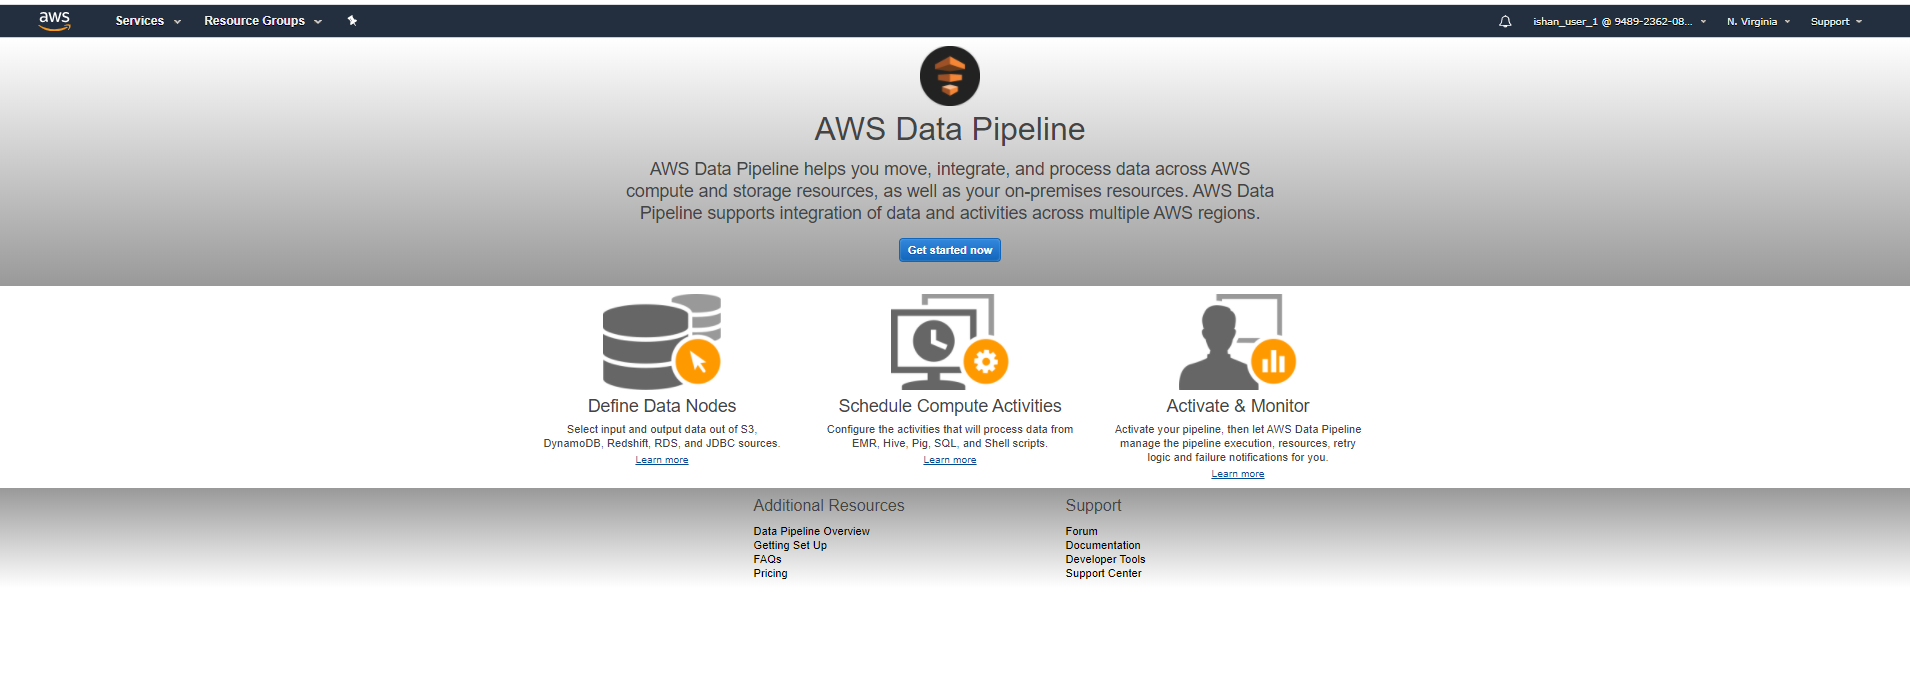 aws Services Resource Groups ishan_user_1 @ 9489-2362-08... N. Virginia Support
AWS Data Pipeline
AWS Data Pipeline helps you move, integrate, and process data across AWS
compute and storage resources, as well as your on-premises resources. AWS Data
Pipeline supports integration of data and activities across multiple AWS regions.
Get started now
Define Data Nodes
Select input and output data out of S3,
DynamoDB, Redshift, RDS, and JDBC sources.
Learn more
Schedule Compute Activities
Configure the activities that will process data from
EMR, Hive, Pig, SQL, and Shell scripts.
Learn more
Activate & Monitor
Activate your pipeline, then let AWS Data Pipeline
manage the pipeline execution, resources, retry
logic and failure notifications for you.
Learn more
Additional Resources
Data Pipeline Overview
Getting Set Up
FAQs
Pricing
Support
Forum
Documentation
Developer Tools
Support Center